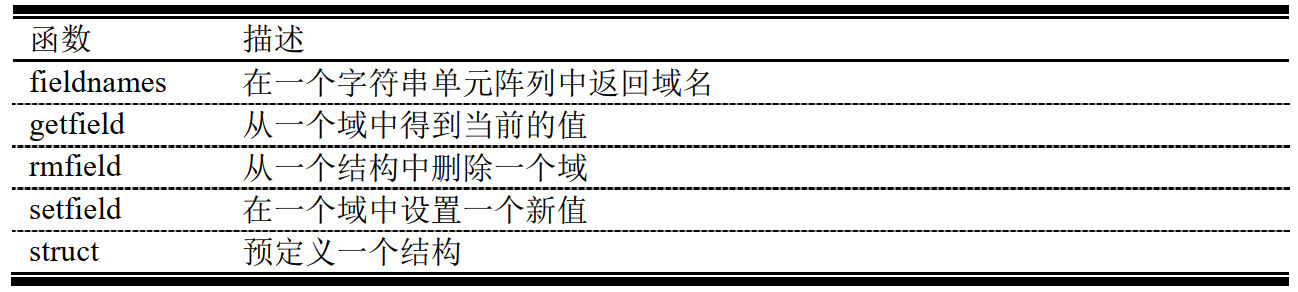 函数 描述
fieldnames 在一个字符串单元阵列中返回域名
getfield 从一个域中得到当前的值
rmfield 从一个结构中删除一个域
setfield 在一个域中设置一个新值
struct 预定义一个结构